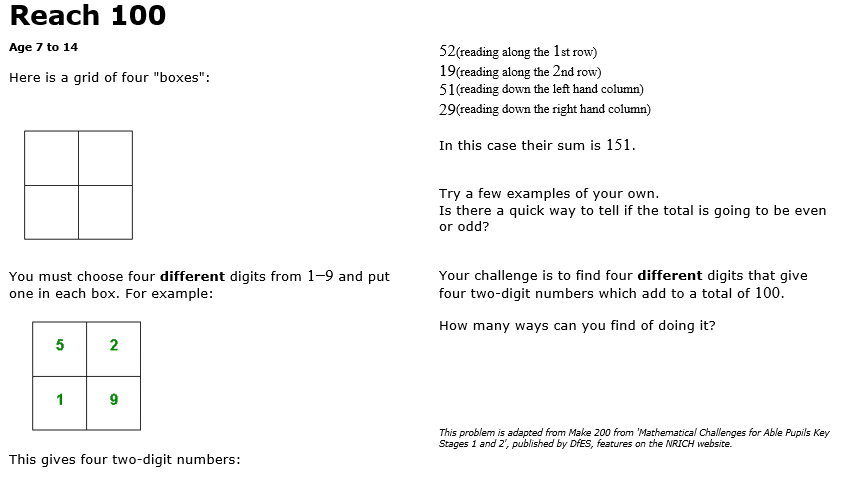 Reach 100
Age 7 to 14
Here is a grid of four "boxes":
You must choose four different digits from 1–9 and put
one in each box. For example:
5 2
1 9
This gives four two-digit numbers:
52(reading along the 1st row)
19(reading along the 2nd row)
51(reading down the left hand column)
29(reading down the right hand column)
In this case their sum is 151.
Try a few examples of your own.
Is there a quick way to tell if the total is going to be even
or odd?
Your challenge is to find four different digits that give
four two-digit numbers which add to a total of 100.
How many ways can you find of doing it?
This problem is adapted from Make 200 from 'Mathematical Challenges for Able Pupils Key
Stages 1 and 2', published by DfES, features on the NRICH website.